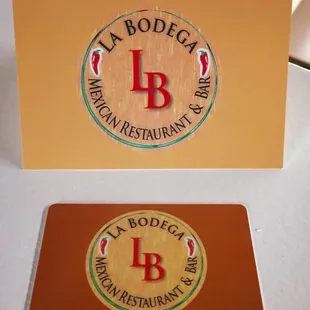 La Bodega
LB
Mexican Restaurant & Bar
La Bodega
LB
Mexican Restaurant & Bar